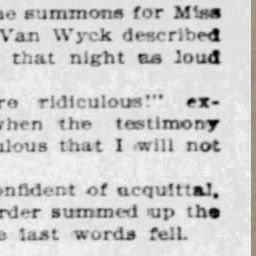 he summons for Miss
Van Wyck described
that night as loud
re ridiculous!" ex-
when the testimony
ulous that I will not
onfident of acquittal,
rder summed up the
e last words fell.